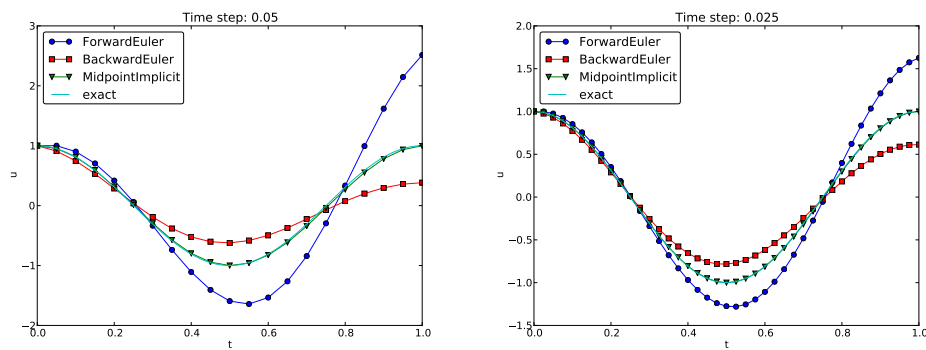 Time step: 0.05
3
2
1
0
−1
−2
0.0
0.2
0.4
0.6
0.8
1.0
t
u
ForwardEuler
BackwardEuler
MidpointImplicit
exact
Time step: 0.025
2.0
1.5
1.0
0.5
0.0
−0.5
−1.0
−1.5
0.0
0.2
0.4
0.6
0.8
1.0
t
u
ForwardEuler
BackwardEuler
MidpointImplicit
exact